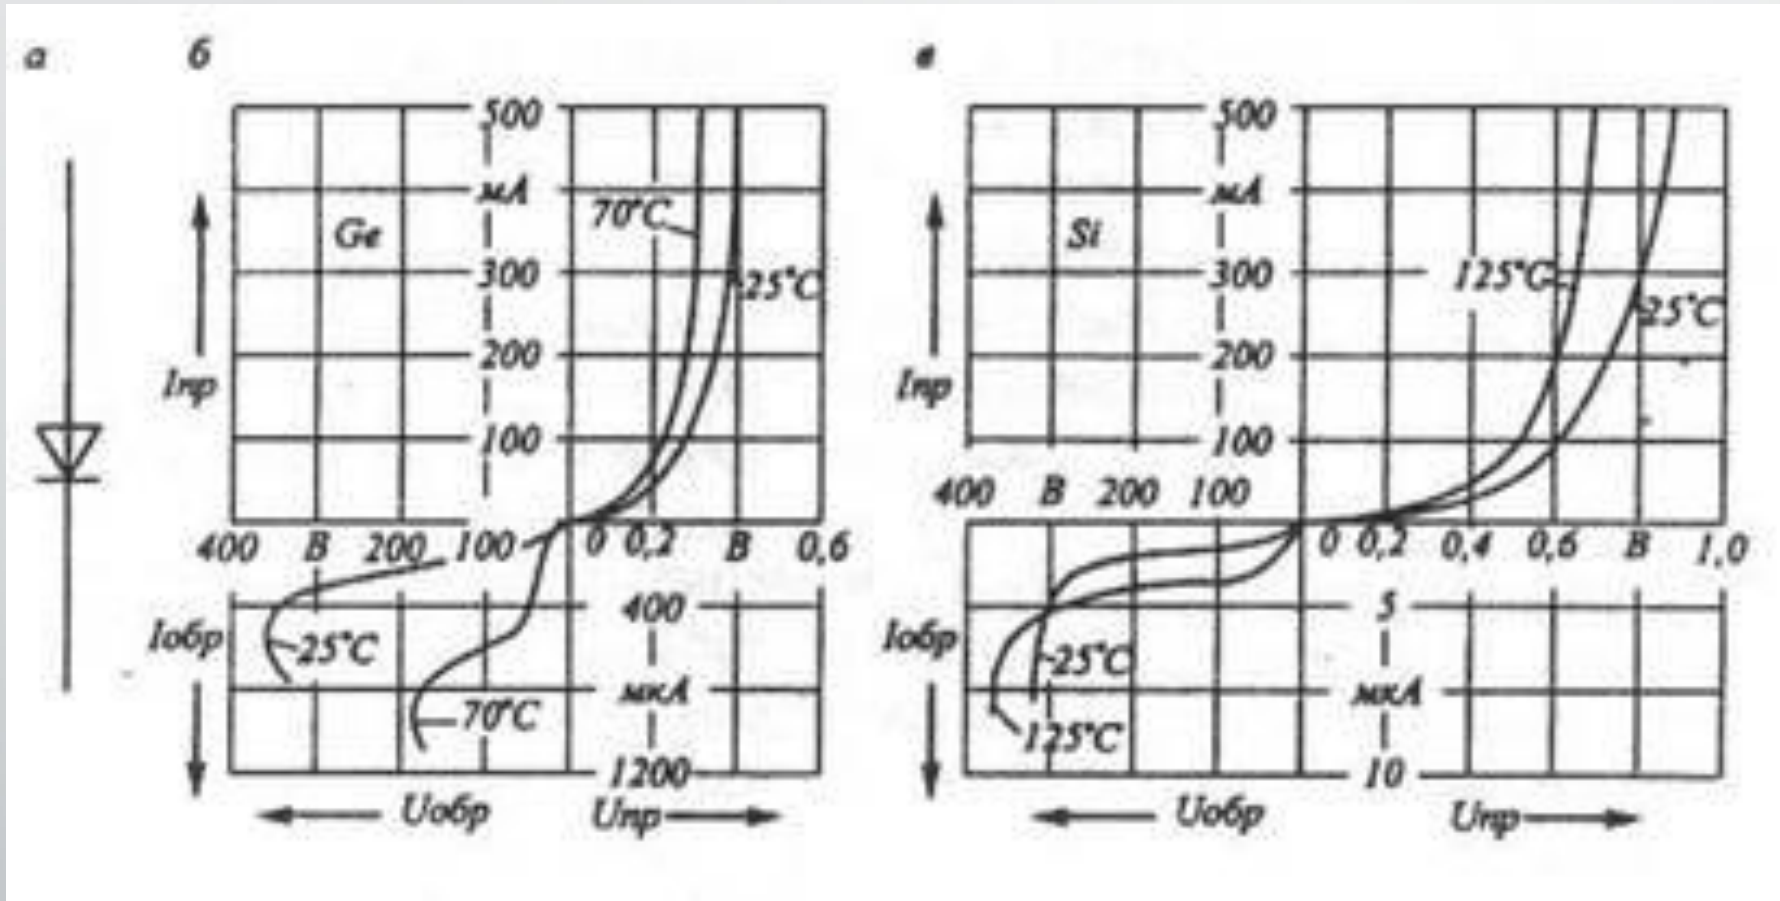 а
б
в
500
мА
300
200
100
Ge
70°C
25°C
Iпр
400 В 200 100 0 0,2 В 0,6
400
мкА
1200
Iобр
25°C
70°C
Uобр Uпр
500
мА
300
200
100
Si
125°C
25°C
Iпр
400 В 200 100
0 0,2 0,4 0,6 В 1,0
5
мкА
10
Iобр
25°C
125°C
Uобр Uпр